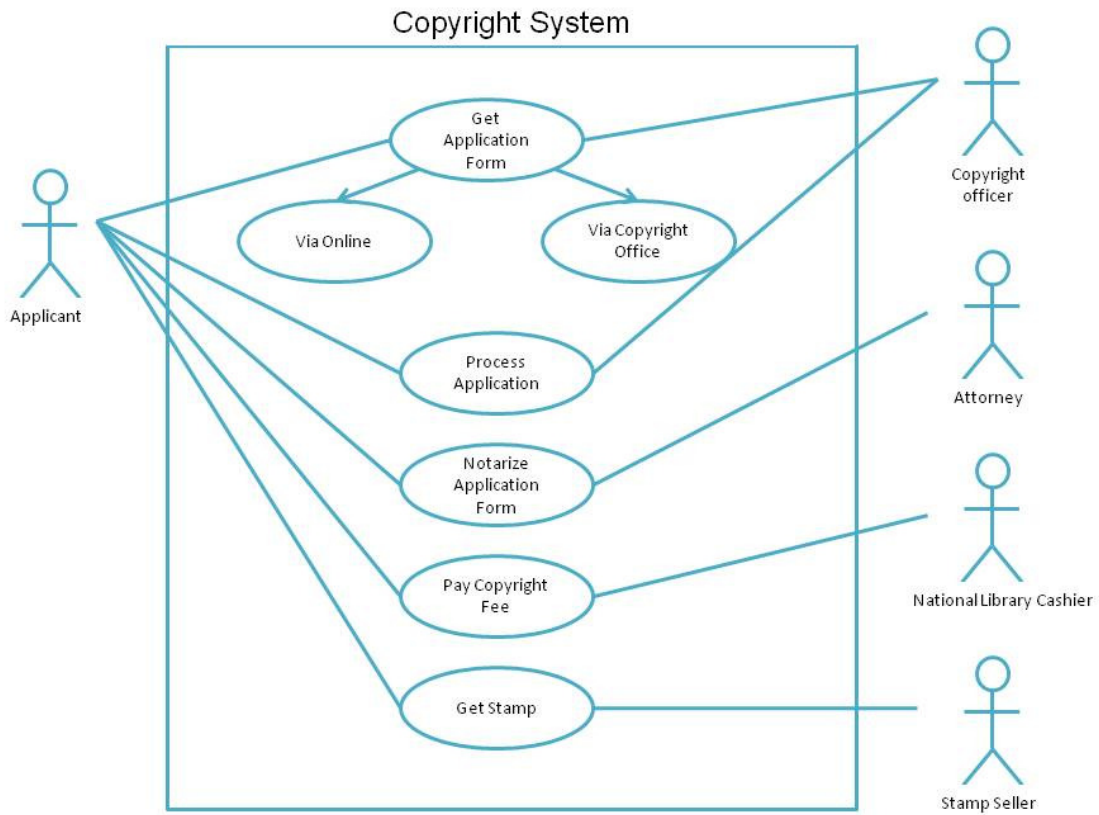 Copyright System
Get
Application
Form
Copyright
officer
Via Online
Via Copyright
Office
Applicant
Process
Application
Attorney
Notarize
Application
Form
Pay Copyright
Fee
National Library Cashier
Get Stamp
Stamp Seller